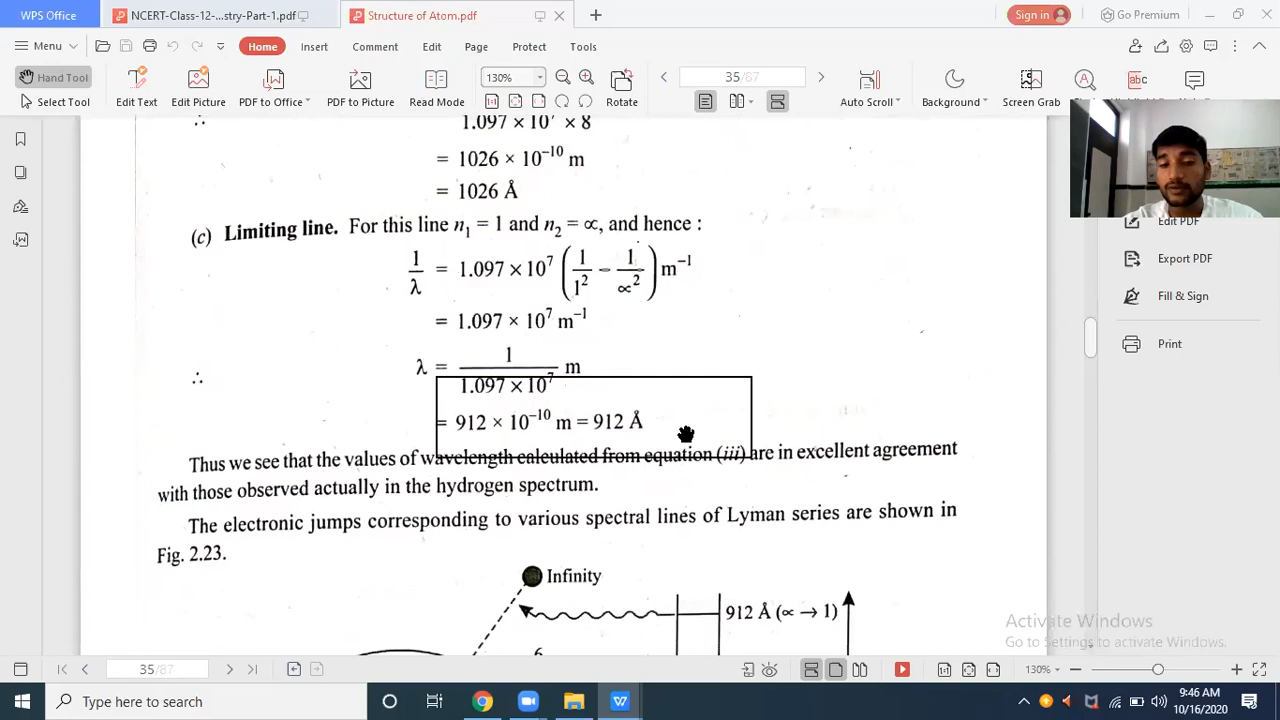 WPS Office
NCERT-Class-12-...stry-Part-1.pdf
Structure of Atom.pdf
Sign in
Go Premium
Menu
Home
Insert
Comment
Edit
Page
Protect
Tools
Hand Tool
Select Tool
Edit Text
Edit Picture
PDF to Office
PDF to Picture
Read Mode
130%
Rotate
35/87
Auto Scroll
Background
Screen Grab
∴ 1.097 × 10⁷ × 8
= 1026 × 10⁻¹⁰ m
= 1026 Å
(c) Limiting line. For this line n₁ = 1 and n₂ = ∝, and hence :
1/λ = 1.097 × 10⁷ (1/1² − 1/∝²) m⁻¹
= 1.097 × 10⁷ m⁻¹
∴ λ = 1/(1.097 × 10⁷) m
= 912 × 10⁻¹⁰ m = 912 Å
Thus we see that the values of wavelength calculated from equation (iii) are in excellent agreement
with those observed actually in the hydrogen spectrum.
The electronic jumps corresponding to various spectral lines of Lyman series are shown in
Fig. 2.23.
Infinity
912 Å (∝ → 1)
6
Edit PDF
Export PDF
Fill & Sign
Print
Activate Windows
Go to Settings to activate Windows.
35/87
130%
Type here to search
9:46 AM
10/16/2020